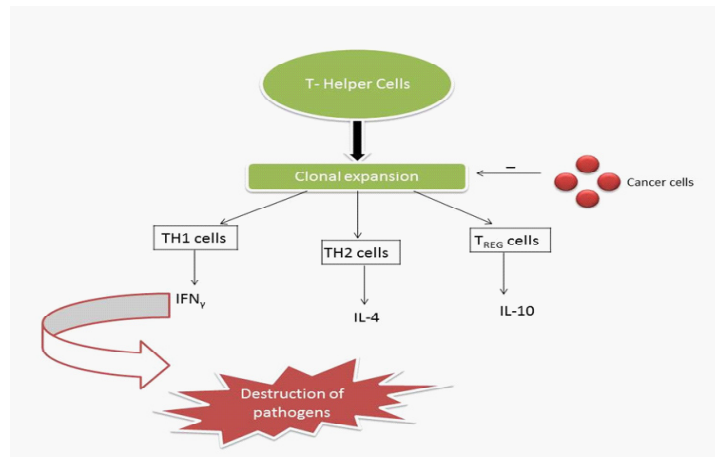 T- Helper Cells
Clonal expansion
–
Cancer cells
TH1 cells
TH2 cells
TREG cells
IFNγ
IL-4
IL-10
Destruction of
pathogens